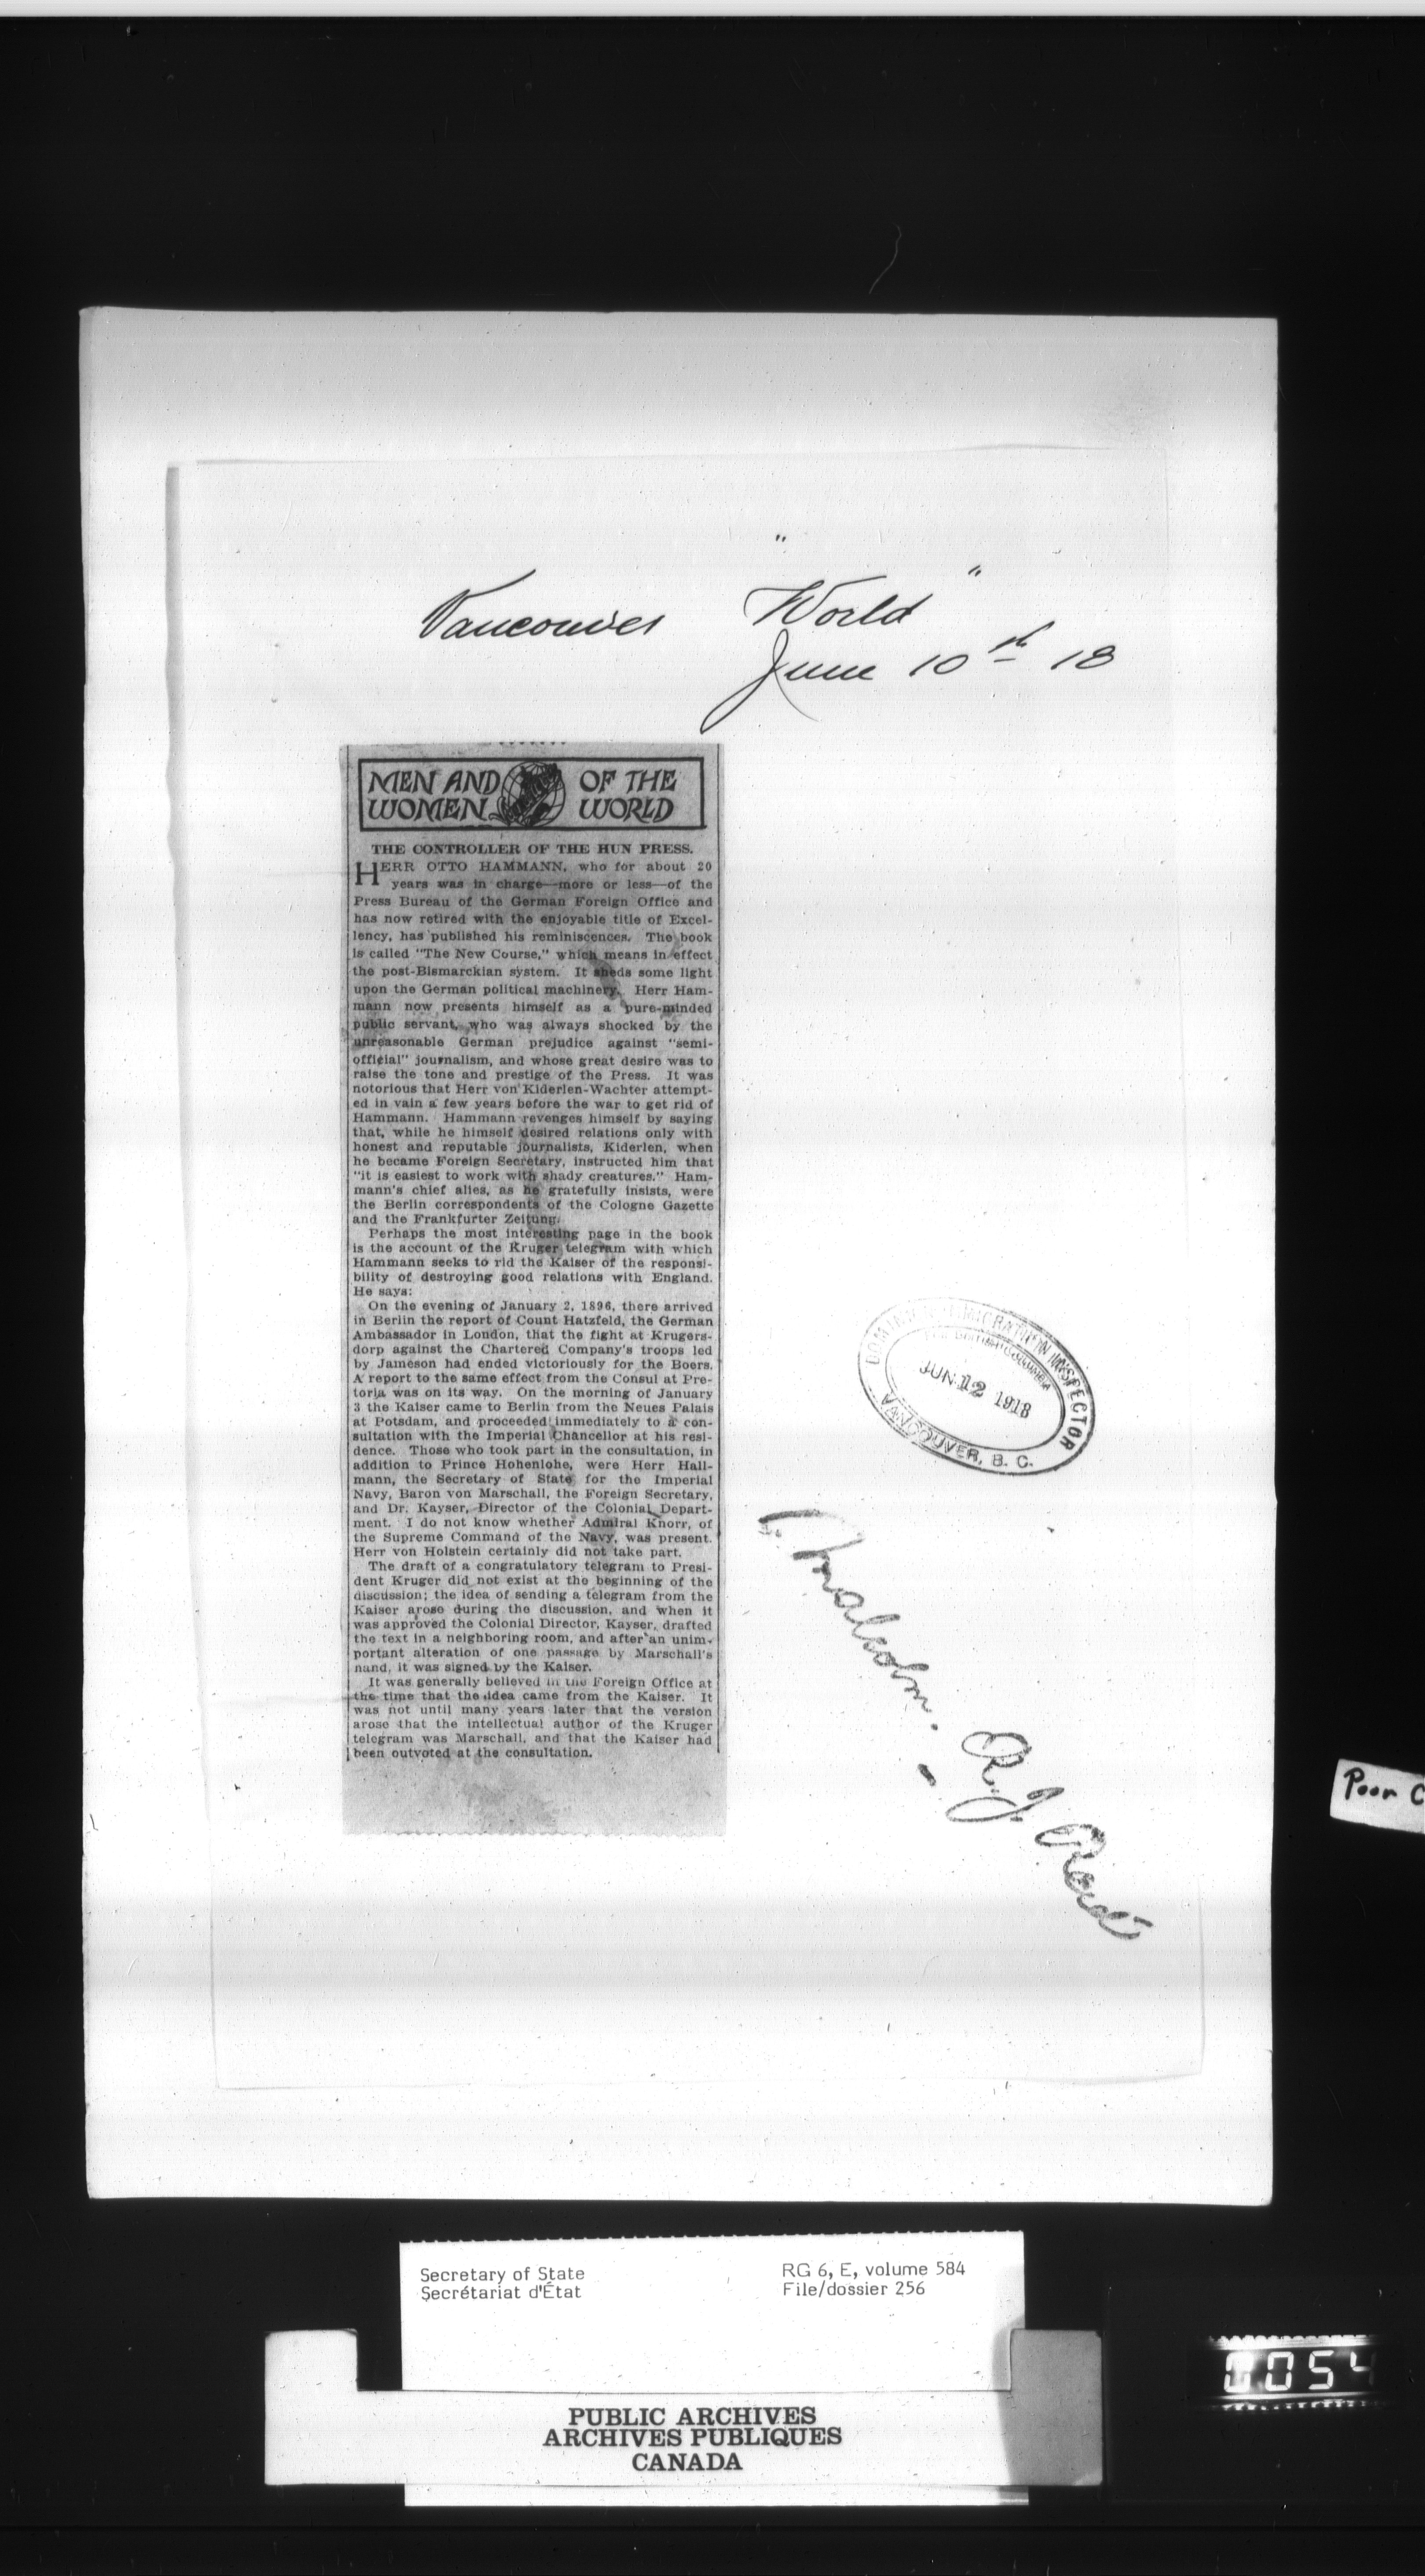 Vancouver "World"
June 10th 18
MEN AND WOMEN OF THE WORLD
THE CONTROLLER OF THE HUN PRESS.
HERR OTTO HAMMANN, who for about 20
years was in charge—more or less—of the
Press Bureau of the German Foreign Office and
has now retired with the enjoyable title of Excel-
lency, has published his reminiscences. The book
is called "The New Course," which means in effect
the post-Bismarckian system. It sheds some light
upon the German political machinery. Herr Ham-
mann now presents himself as a pure-minded
public servant, who was always shocked by the
unreasonable German prejudice against "semi-
official" journalism, and whose great desire was to
raise the tone and prestige of the Press. It was
notorious that Herr von Kiderlen-Wachter attempt-
ed in vain a few years before the war to get rid of
Hammann. Hammann revenges himself by saying
that, while he himself desired relations only with
honest and reputable journalists, Kiderlen, when
he became Foreign Secretary, instructed him that
"it is easiest to work with shady creatures." Ham-
mann's chief alies, as he gratefully insists, were
the Berlin correspondents of the Cologne Gazette
and the Frankfurter Zeitung.
Perhaps the most interesting page in the book
is the account of the Kruger telegram with which
Hammann seeks to rid the Kaiser of the responsi-
bility of destroying good relations with England.
He says:
On the evening of January 2, 1896, there arrived
in Berlin the report of Count Hatzfeld, the German
Ambassador in London, that the fight at Krugers-
dorp against the Chartered Company's troops led
by Jameson had ended victoriously for the Boers.
A report to the same effect from the Consul at Pre-
toria was on its way. On the morning of January
3 the Kaiser came to Berlin from the Neues Palais
at Potsdam, and proceeded immediately to a con-
sultation with the Imperial Chancellor at his resi-
dence. Those who took part in the consultation, in
addition to Prince Hohenlohe, were Herr Hall-
mann, the Secretary of State for the Imperial
Navy, Baron von Marschall, the Foreign Secretary,
and Dr. Kayser, Director of the Colonial Depart-
ment. I do not know whether Admiral Knorr, of
the Supreme Command of the Navy, was present.
Herr von Holstein certainly did not take part.
The draft of a congratulatory telegram to Presi-
dent Kruger did not exist at the beginning of the
discussion; the idea of sending a telegram from the
Kaiser arose during the discussion, and when it
was approved the Colonial Director, Kayser, drafted
the text in a neighboring room, and after an unim-
portant alteration of one passage by Marschall's
hand, it was signed by the Kaiser.
It was generally believed in the Foreign Office at
the time that the idea came from the Kaiser. It
was not until many years later that the version
arose that the intellectual author of the Kruger
telegram was Marschall, and that the Kaiser had
been outvoted at the consultation.
DOMINION IMMIGRATION INSPECTOR
FOR BRITISH COLUMBIA
JUN 12 1918
VANCOUVER, B. C.
Malcolm. R. J. Reid
Poor C
Secretary of State
Secrétariat d'État
RG 6, E, volume 584
File/dossier 256
PUBLIC ARCHIVES
ARCHIVES PUBLIQUES
CANADA
0054